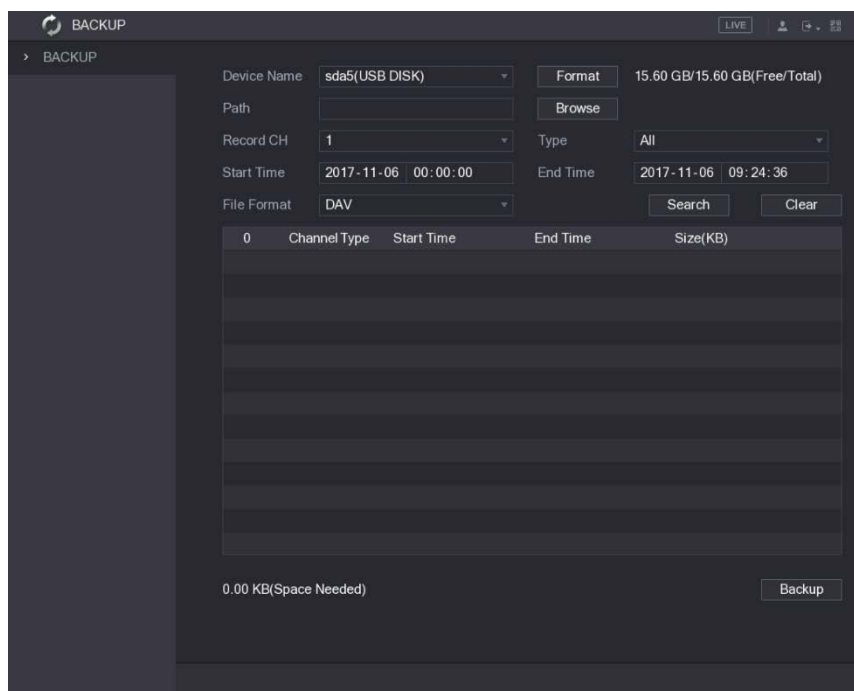 BACKUP LIVE
BACKUP
Device Name sda5(USB DISK) Format 15.60 GB/15.60 GB(Free/Total)
Path Browse
Record CH 1 Type All
Start Time 2017-11-06 00:00:00 End Time 2017-11-06 09:24:36
File Format DAV Search Clear
0 Channel Type Start Time End Time Size(KB)
0.00 KB(Space Needed) Backup